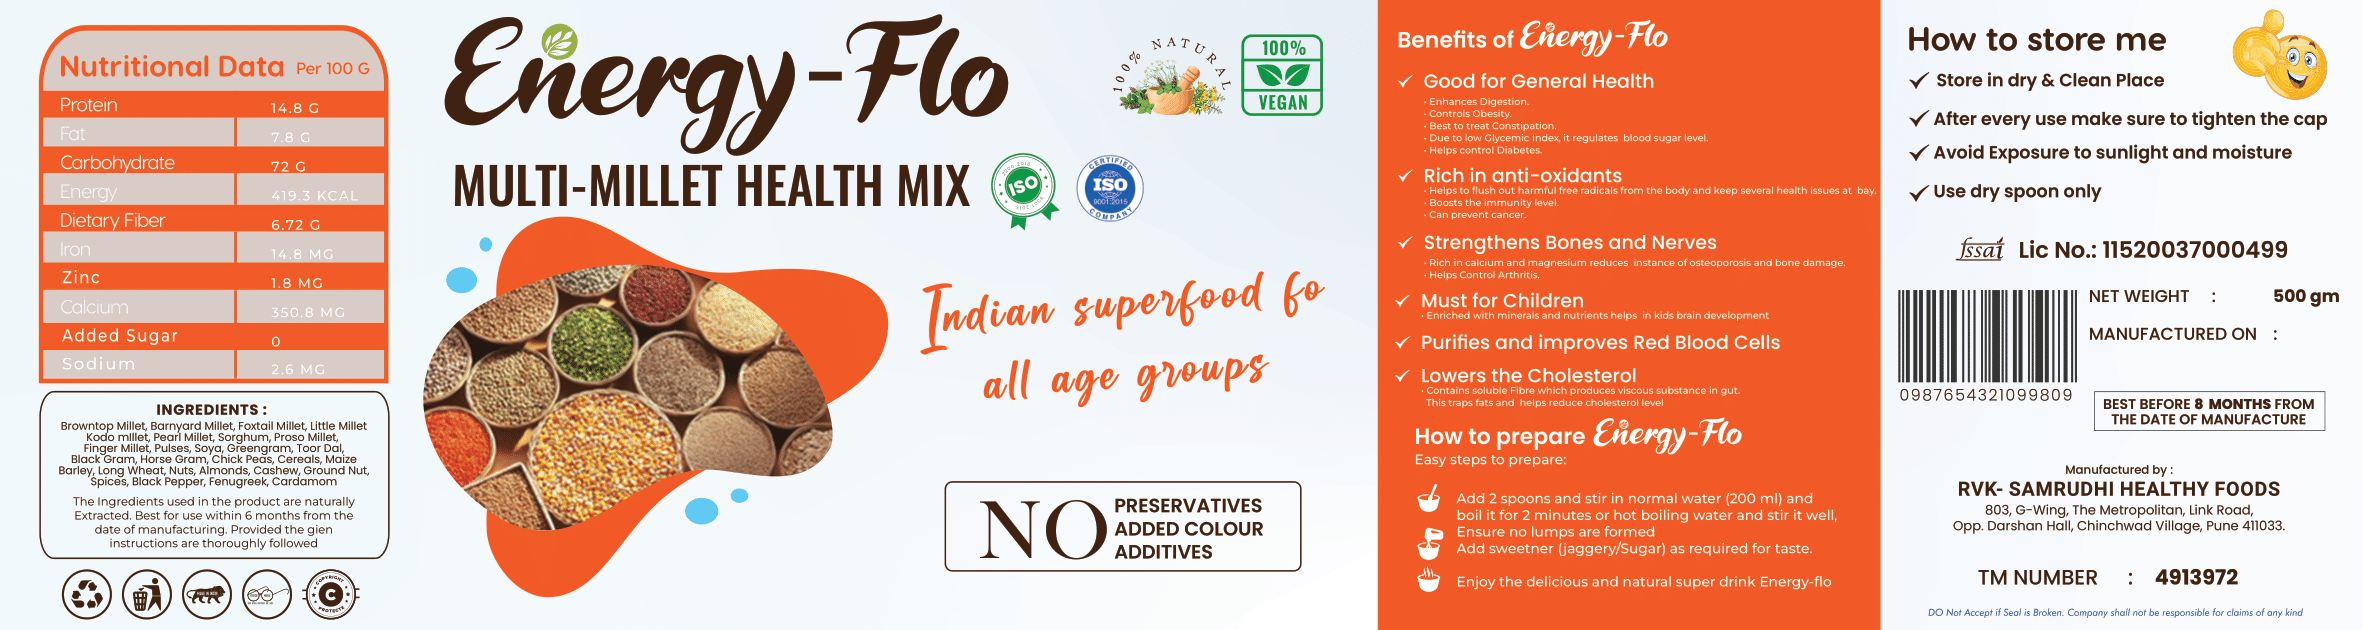 Nutritional Data Per 100 G
Protein 14.8 G
Fat 7.8 G
Carbohydrate 72 G
Energy 419.3 KCAL
Dietary Fiber 6.72 G
Iron 14.8 MG
Zinc 1.8 MG
Calcium 350.8 MG
Added Sugar 0
Sodium 2.6 MG
INGREDIENTS :
Browntop Millet, Barnyard Millet, Foxtail Millet, Little Millet
Kodo millet, Pearl Millet, Sorghum, Proso Millet,
Finger Millet, Pulses, Soya, Greengram, Toor Dal,
Black Gram, Horse Gram, Chick Peas, Cereals, Maize
Barley, Long Wheat, Nuts, Almonds, Cashew, Ground Nut,
Spices, Black Pepper, Fenugreek, Cardamom
The Ingredients used in the product are naturally
Extracted. Best for use within 6 months from the
date of manufacturing. Provided the gien
instructions are thoroughly followed
MADE IN INDIA
COPYRIGHT
C
PROTECTE
Energy-Flo
100% NATURAL
100%
VEGAN
MULTI-MILLET HEALTH MIX
ISO
CERTIFIED
ISO
9001:2015
COMPANY
Indian superfood fo
all age groups
NO
PRESERVATIVES
ADDED COLOUR
ADDITIVES
Benefits of Energy-Flo
Good for General Health
• Enhances Digestion.
• Controls Obesity.
• Best to treat Constipation.
• Due to low Glycemic Index, it regulates blood sugar level.
• Helps control Diabetes.
Rich in anti-oxidants
• Helps to flush out harmful free radicals from the body and keep several health issues at bay.
• Boosts the immunity level.
• Can prevent cancer.
Strengthens Bones and Nerves
• Rich in calcium and magnesium reduces instance of osteoporosis and bone damage.
• Helps Control Arthritis.
Must for Children
• Enriched with minerals and nutrients helps in kids brain development
Purifies and improves Red Blood Cells
Lowers the Cholesterol
• Contains soluble Fibre which produces viscous substance in gut.
This traps fats and helps reduce cholesterol level
How to prepare Energy-Flo
Easy steps to prepare:
Add 2 spoons and stir in normal water (200 ml) and
boil it for 2 minutes or hot boiling water and stir it well,
Ensure no lumps are formed
Add sweetner (jaggery/Sugar) as required for taste.
Enjoy the delicious and natural super drink Energy-flo
How to store me
Store in dry & Clean Place
After every use make sure to tighten the cap
Avoid Exposure to sunlight and moisture
Use dry spoon only
fssai Lic No.: 11520037000499
NET WEIGHT : 500 gm
MANUFACTURED ON :
0987654321099809
BEST BEFORE 8 MONTHS FROM
THE DATE OF MANUFACTURE
Manufactured by :
RVK- SAMRUDHI HEALTHY FOODS
803, G-Wing, The Metropolitan, Link Road,
Opp. Darshan Hall, Chinchwad Village, Pune 411033.
TM NUMBER : 4913972
DO Not Accept if Seal is Broken. Company shall not be responsible for claims of any kind